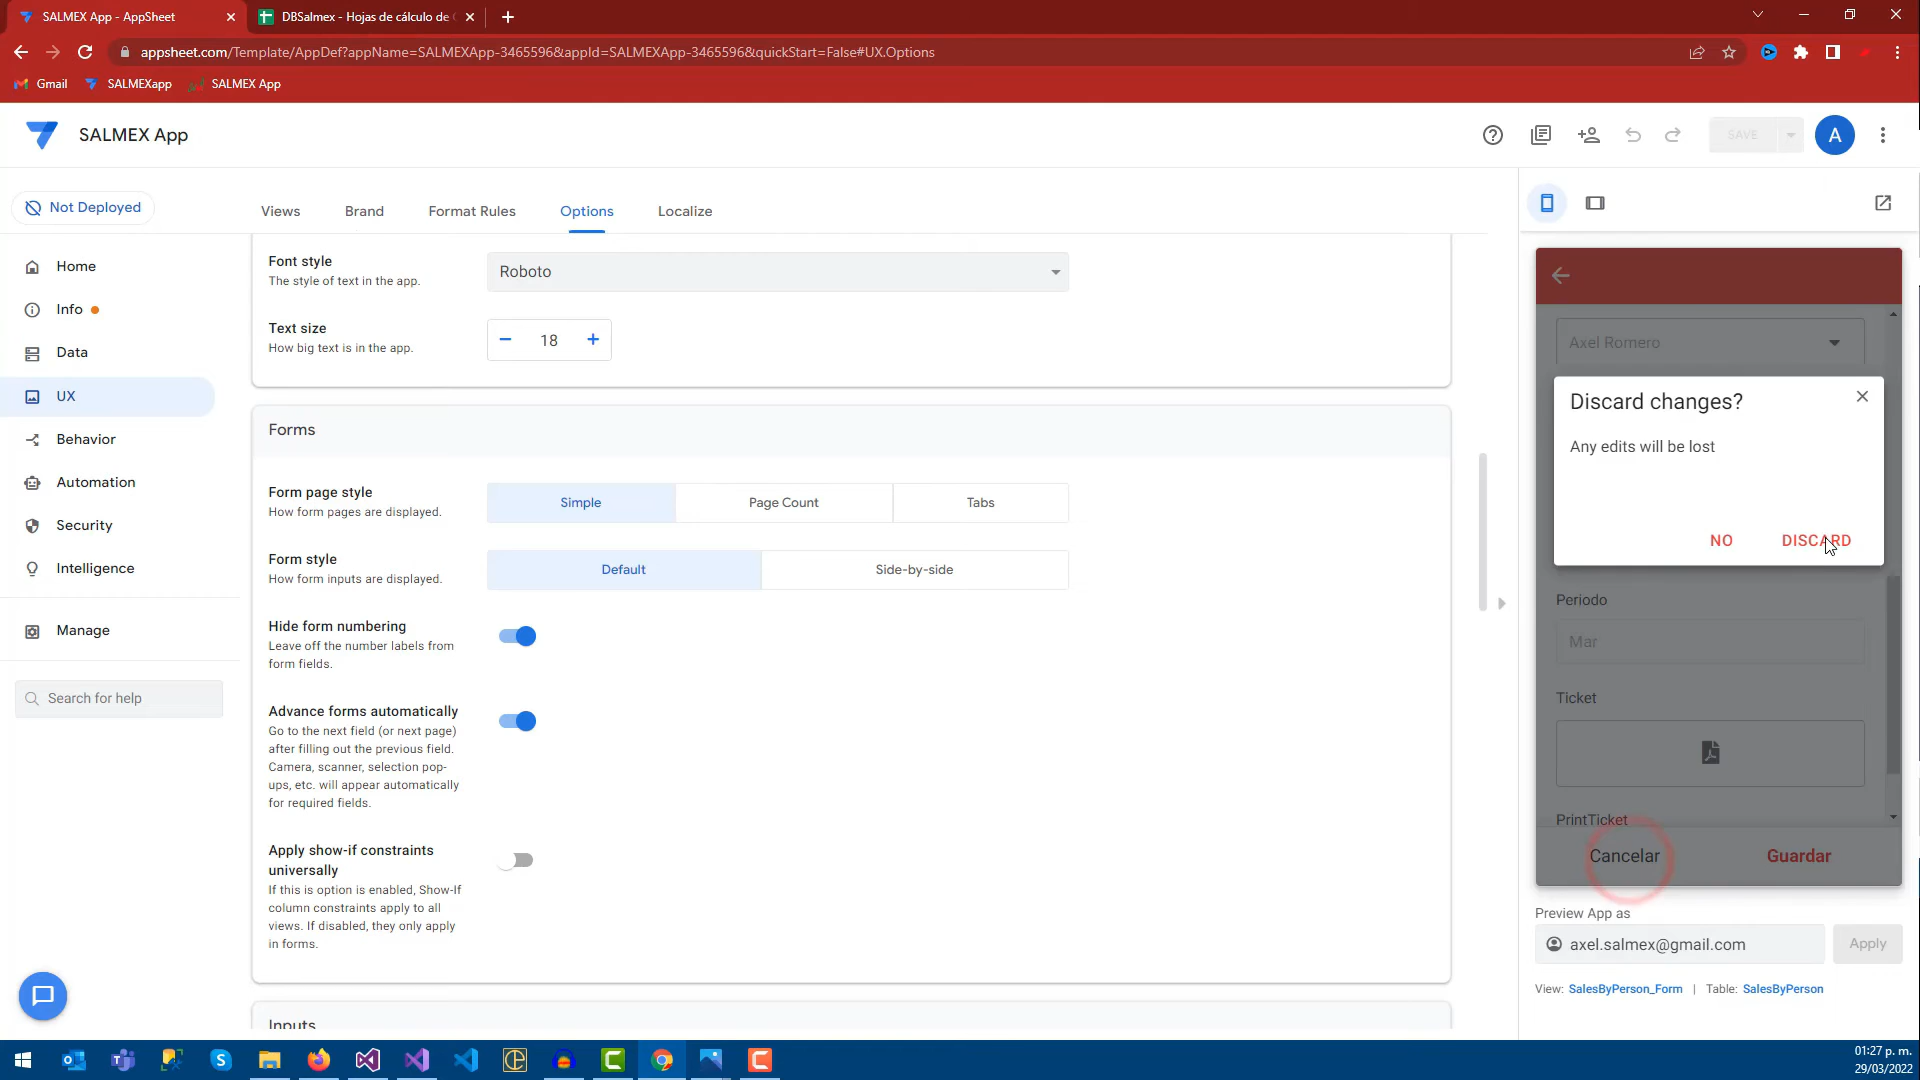 SALMEX App - AppSheet
DBSalmex - Hojas de cálculo de
appsheet.com/Template/AppDef?appName=SALMEXApp-3465596&appId=SALMEXApp-3465596&quickStart=False#UX.Options
Gmail
SALMEXapp
SALMEX App
SALMEX App
SAVE
A
Not Deployed
Views
Brand
Format Rules
Options
Localize
Home
Info
Data
UX
Behavior
Automation
Security
Intelligence
Manage
Search for help
Font style
The style of text in the app.
Roboto
Text size
How big text is in the app.
18
Forms
Form page style
How form pages are displayed.
Simple
Page Count
Tabs
Form style
How form inputs are displayed.
Default
Side-by-side
Hide form numbering
Leave off the number labels from
form fields.
Advance forms automatically
Go to the next field (or next page)
after filling out the previous field.
Camera, scanner, selection pop-
ups, etc. will appear automatically
for required fields.
Apply show-if constraints
universally
If this is option is enabled, Show-If
column constraints apply to all
views. If disabled, they only apply
in forms.
Inputs
Axel Romero
Discard changes?
Any edits will be lost
NO
DISCARD
Periodo
Mar
Ticket
PrintTicket
Cancelar
Guardar
Preview App as
axel.salmex@gmail.com
Apply
View: SalesByPerson_Form | Table: SalesByPerson
01:27 p. m.
29/03/2022